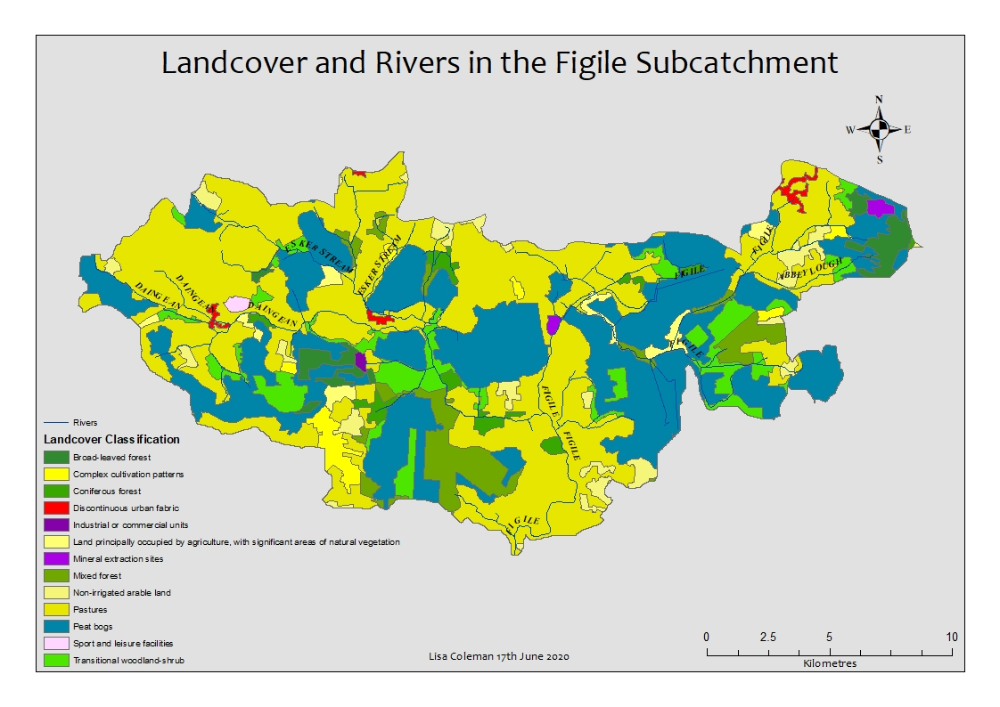 Landcover and Rivers in the Figile Subcatchment
N
W E
S
ESKER STREAM
ESKER STREAM
FIGILE
ABBEYLOUGH
FIGILE
DAINGEAN
DAINGEAN
DAINGEAN
FIGILE
FIGILE
FIGILE
FIGILE
Rivers
Landcover Classification
Broad-leaved forest
Complex cultivation patterns
Coniferous forest
Discontinuous urban fabric
Industrial or commercial units
Land principally occupied by agriculture, with significant areas of natural vegetation
Mineral extraction sites
Mixed forest
Non-irrigated arable land
Pastures
Peat bogs
Sport and leisure facilities
Transitional woodland-shrub
Lisa Coleman 17th June 2020
0 2.5 5 10
Kilometres